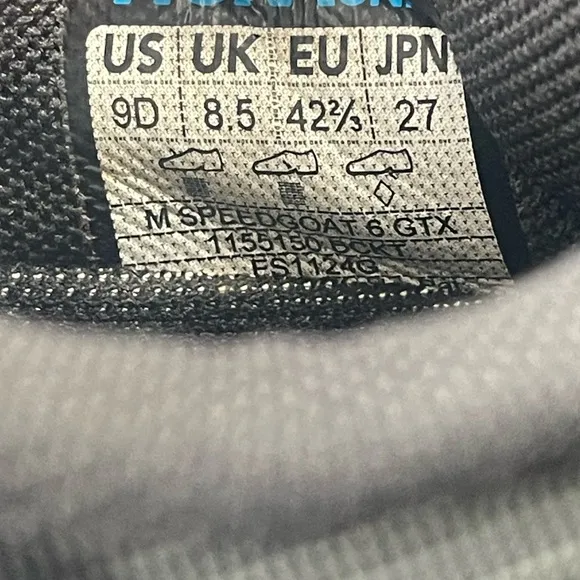 US UK EU JPN
9D 8.5 42⅔ 27
M SPEEDGOAT 6 GTX
1155150.BCKT
FS1124G